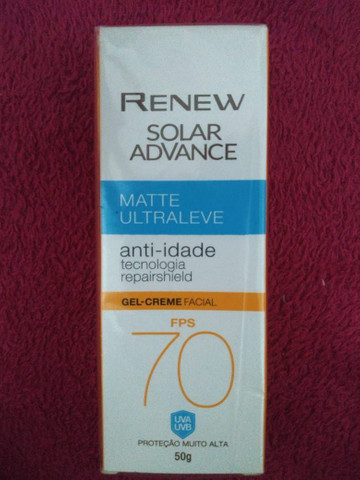 RENEW
SOLAR
ADVANCE
MATTE
ULTRALEVE
anti-idade
tecnologia
repairshield
GEL-CREME FACIAL
FPS
70
UVA
UVB
PROTEÇÃO MUITO ALTA
50g